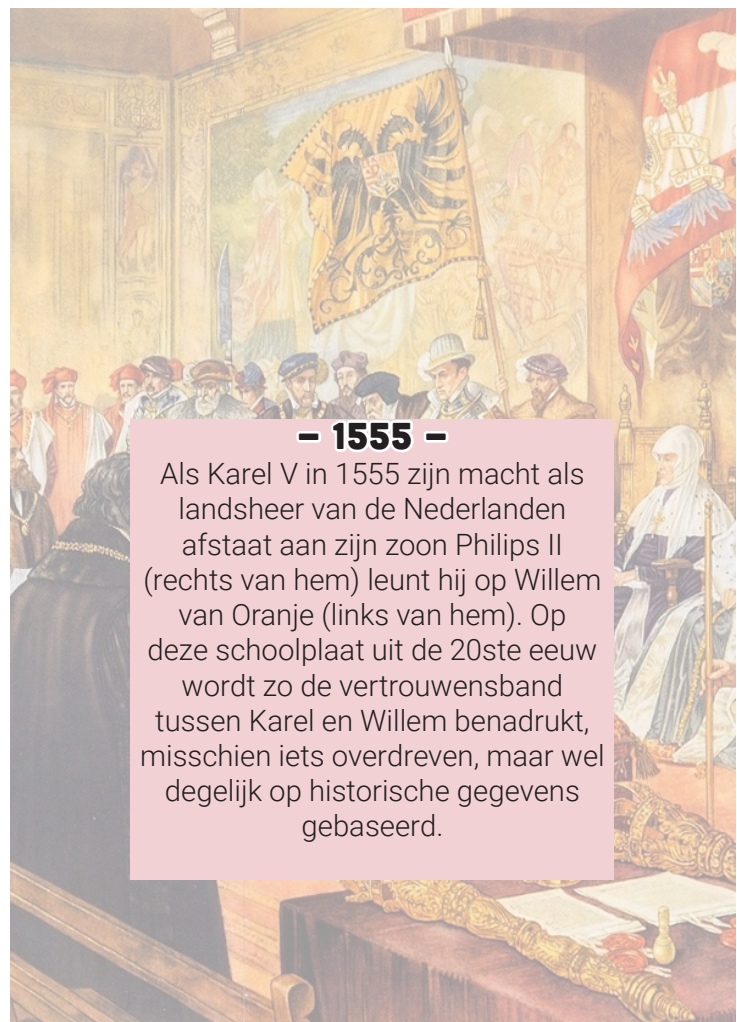 – 1555 –
Als Karel V in 1555 zijn macht als
landsheer van de Nederlanden
afstaat aan zijn zoon Philips II
(rechts van hem) leunt hij op Willem
van Oranje (links van hem). Op
deze schoolplaat uit de 20ste eeuw
wordt zo de vertrouwensband
tussen Karel en Willem benadrukt,
misschien iets overdreven, maar wel
degelijk op historische gegevens
gebaseerd.